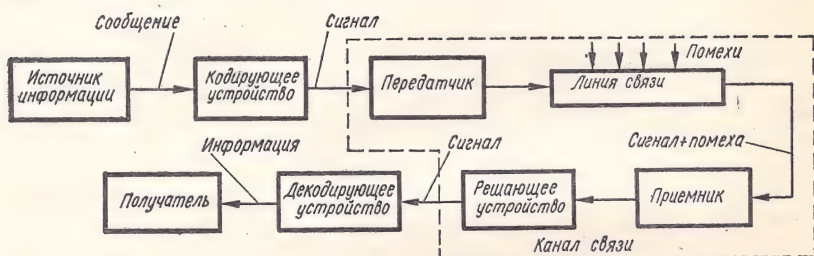 Сообщение
Сигнал
Помехи
Источник
информации
Кодирующее
устройство
Передатчик
Линия связи
Информация
Сигнал
Сигнал+помеха
Получатель
Декодирующее
устройство
Решающее
устройство
Приемник
Канал связи